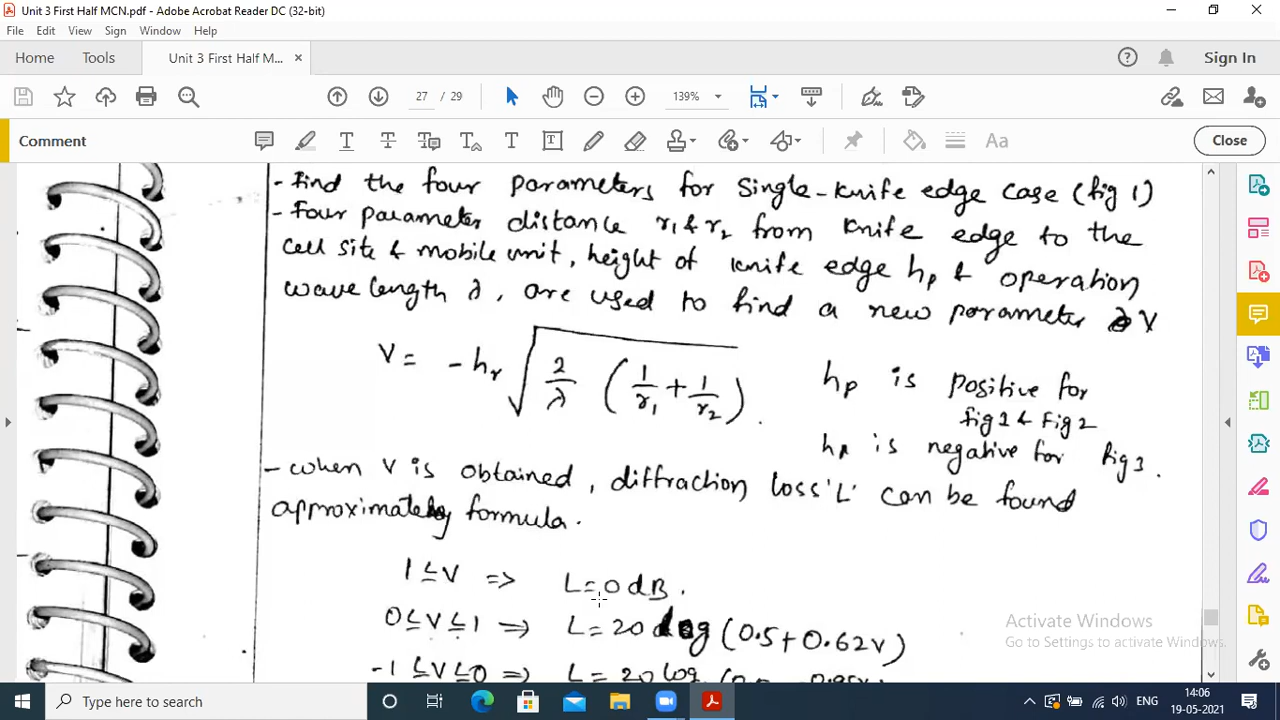 Unit 3 First Half MCN.pdf - Adobe Acrobat Reader DC (32-bit)
File Edit View Sign Window Help
Home Tools Unit 3 First Half M... × Sign In
27 / 29 139%
Comment Close
- Find the four parameters for single-knife edge case (fig 1)
- Four parameter distance r1 & r2 from knife edge to the
cell site & mobile unit, height of knife edge hp & operation
wave length λ, are used to find a new parameter V
V = - hr √ 2/λ (1/r1 + 1/r2)
hp is positive for
fig 1 & Fig 2
hp is negative for fig 3.
- when V is obtained, diffraction loss 'L' can be found
approximately formula.
1 ≤ V => L = 0 dB.
0 ≤ V ≤ 1 => L = 20 log (0.5 + 0.62V)
-1 ≤ V ≤ 0 => L = 20 log
Activate Windows
Go to Settings to activate Windows.
Type here to search
ENG
14:06
19-05-2021